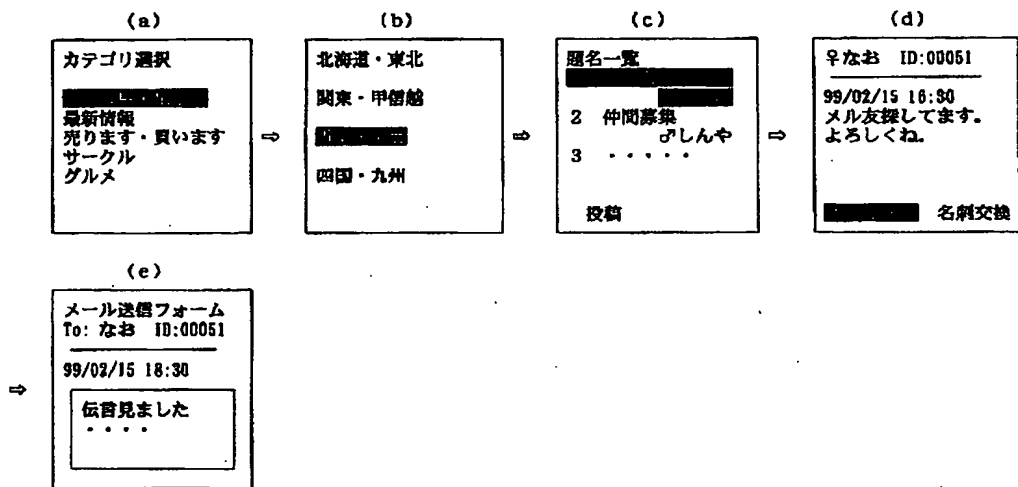 (a)
カテゴリ選択
最新情報
売ります・買います
サークル
グルメ
⇨
(b)
北海道・東北
関東・甲信越
四国・九州
⇨
(c)
題名一覧
2 仲間募集
♂しんや
3 ・・・・・
投稿
⇨
(d)
♀なお ID:00051
99/02/15 16:30
メル友探してます。
よろしくね。
名刺交換
⇨
(e)
メール送信フォーム
To: なお ID:00051
99/02/15 18:30
伝言見ました
・・・・